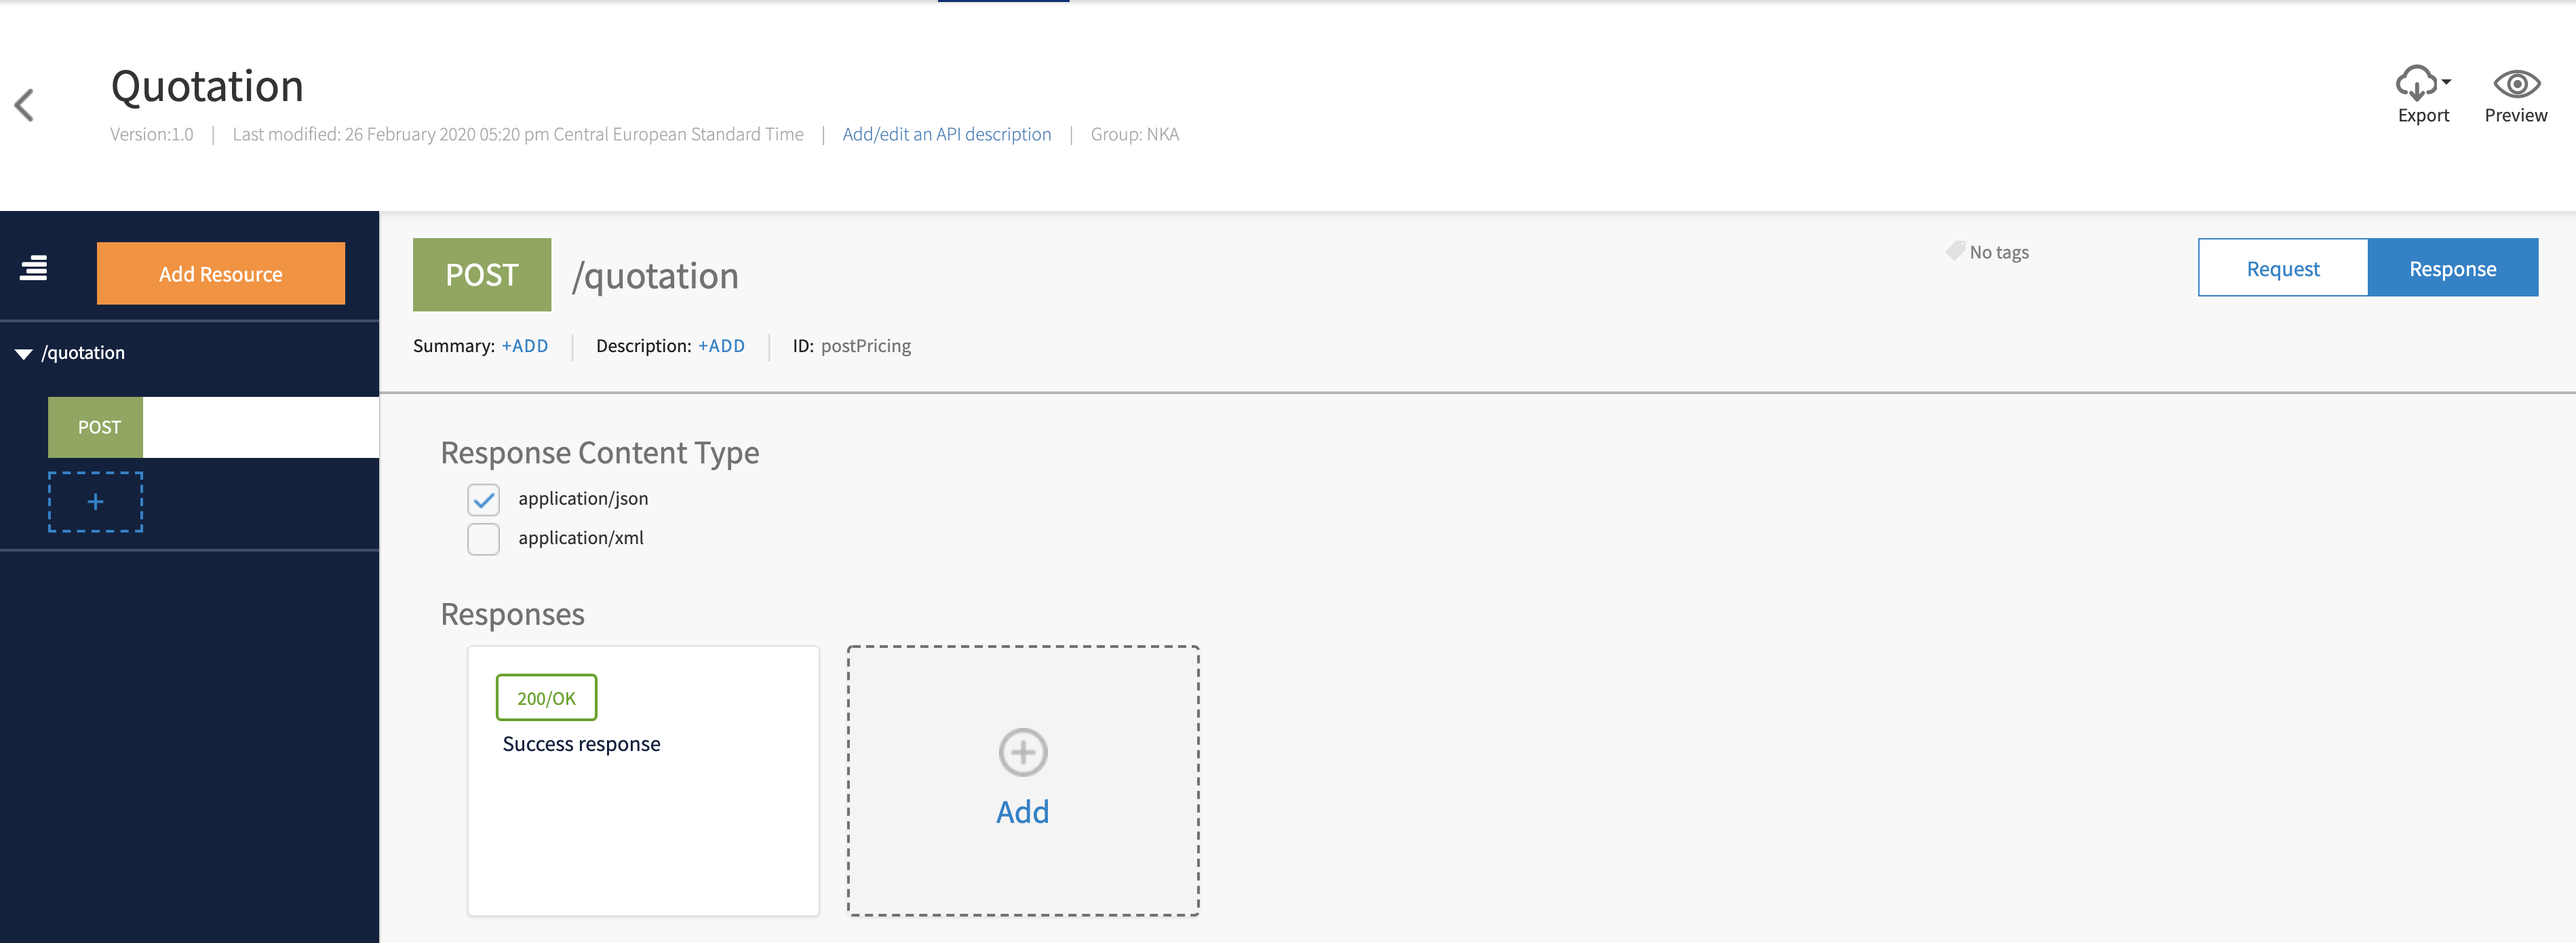 Quotation
Version:1.0 | Last modified: 26 February 2020 05:20 pm Central European Standard Time | Add/edit an API description | Group: NKA
Export
Preview
Add Resource
/quotation
POST
+
POST /quotation
No tags
Request
Response
Summary: +ADD | Description: +ADD | ID: postPricing
Response Content Type
application/json
application/xml
Responses
200/OK
Success response
Add